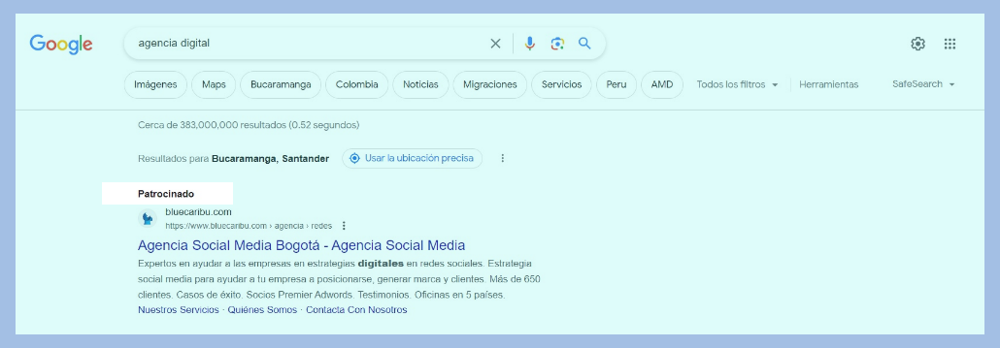 Google
agencia digital
Imágenes Maps Bucaramanga Colombia Noticias Migraciones Servicios Peru AMD Todos los filtros Herramientas SafeSearch
Cerca de 383,000,000 resultados (0.52 segundos)
Resultados para Bucaramanga, Santander Usar la ubicación precisa
Patrocinado
bluecaribu.com
https://www.bluecaribu.com › agencia › redes
Agencia Social Media Bogotá - Agencia Social Media
Expertos en ayudar a las empresas en estrategias digitales en redes sociales. Estrategia
social media para ayudar a tu empresa a posicionarse, generar marca y clientes. Más de 650
clientes. Casos de éxito. Socios Premier Adwords. Testimonios. Oficinas en 5 países.
Nuestros Servicios · Quiénes Somos · Contacta Con Nosotros